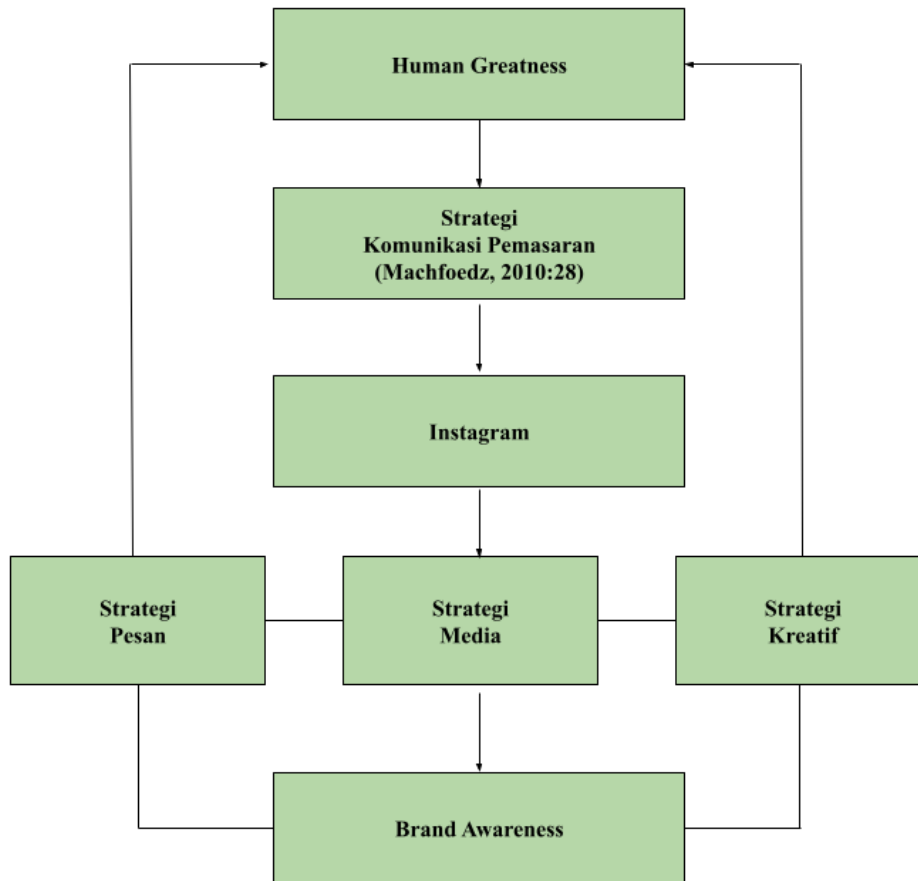 Human Greatness
Strategi
Komunikasi Pemasaran
(Machfoedz, 2010:28)
Instagram
Strategi
Pesan
Strategi
Media
Strategi
Kreatif
Brand Awareness